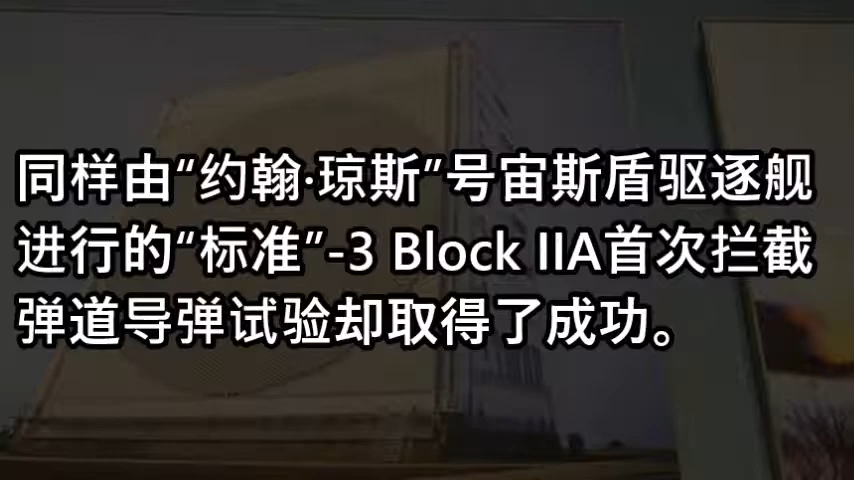 同样由“约翰·琼斯”号宙斯盾驱逐舰
进行的“标准”-3 Block IIA首次拦截
弹道导弹试验却取得了成功。